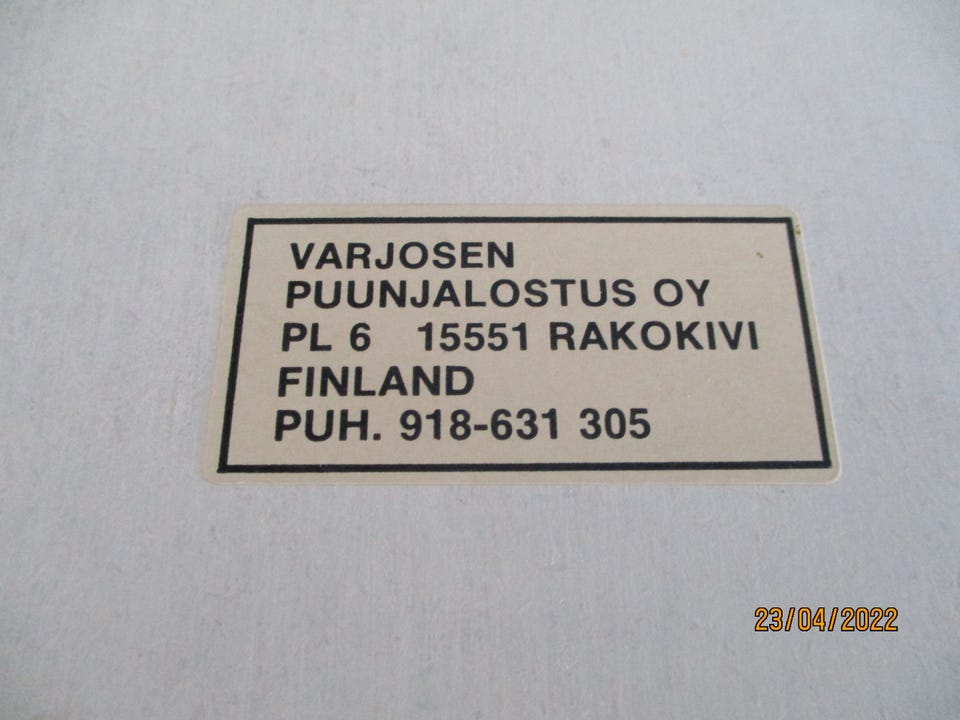 VARJOSEN
PUUNJALOSTUS OY
PL 6 15551 RAKOKIVI
FINLAND
PUH. 918-631 305
23/04/2022